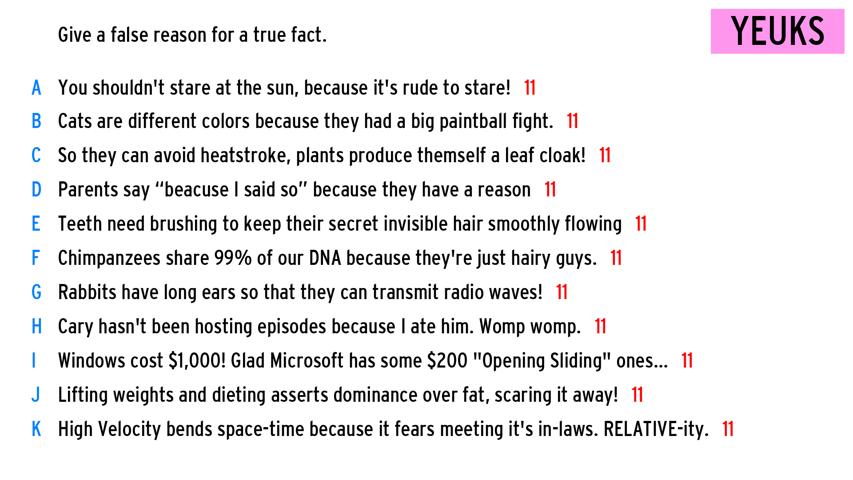 Give a false reason for a true fact.
YEUKS
A You shouldn't stare at the sun, because it's rude to stare! 11
B Cats are different colors because they had a big paintball fight. 11
C So they can avoid heatstroke, plants produce themself a leaf cloak! 11
D Parents say “beacuse I said so” because they have a reason 11
E Teeth need brushing to keep their secret invisible hair smoothly flowing 11
F Chimpanzees share 99% of our DNA because they're just hairy guys. 11
G Rabbits have long ears so that they can transmit radio waves! 11
H Cary hasn't been hosting episodes because I ate him. Womp womp. 11
I Windows cost $1,000! Glad Microsoft has some $200 "Opening Sliding" ones... 11
J Lifting weights and dieting asserts dominance over fat, scaring it away! 11
K High Velocity bends space-time because it fears meeting it's in-laws. RELATIVE-ity. 11